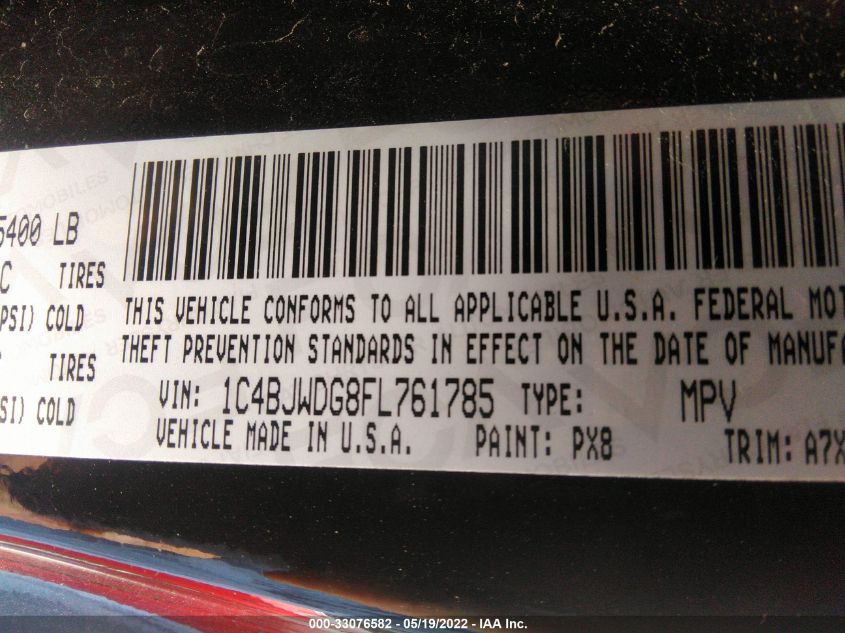 5400 LB
C TIRES
PSI) COLD
TIRES
SI) COLD
THIS VEHICLE CONFORMS TO ALL APPLICABLE U.S.A. FEDERAL MOT
THEFT PREVENTION STANDARDS IN EFFECT ON THE DATE OF MANUFA
VIN: 1C4BJWDG8FL761785 TYPE: MPV
VEHICLE MADE IN U.S.A. PAINT: PX8 TRIM: A7X
000-33076582 - 05/19/2022 - IAA Inc.